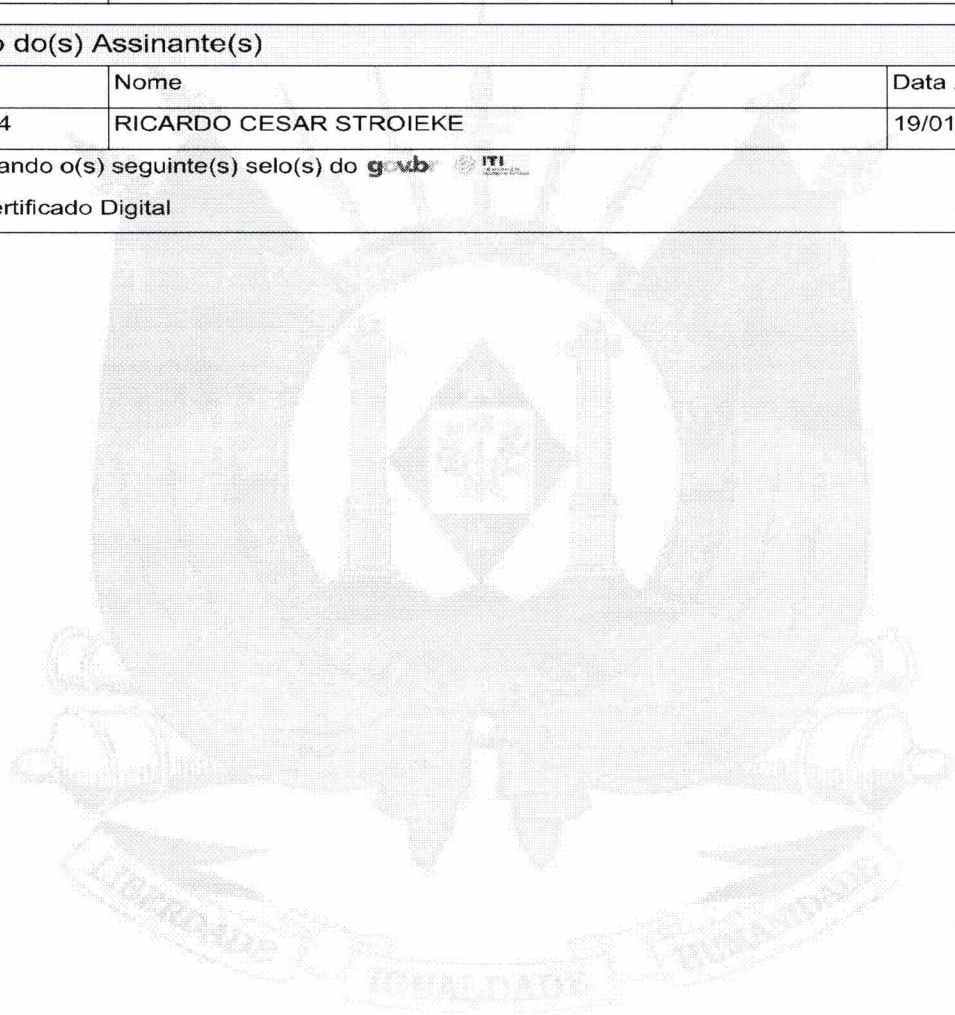 o do(s) Assinante(s)
Nome Data
4 RICARDO CESAR STROIEKE 19/01
ando o(s) seguinte(s) selo(s) do gov.br ITI
ertificado Digital
LIBERDADE
IGUALDADE
HUMANIDADE